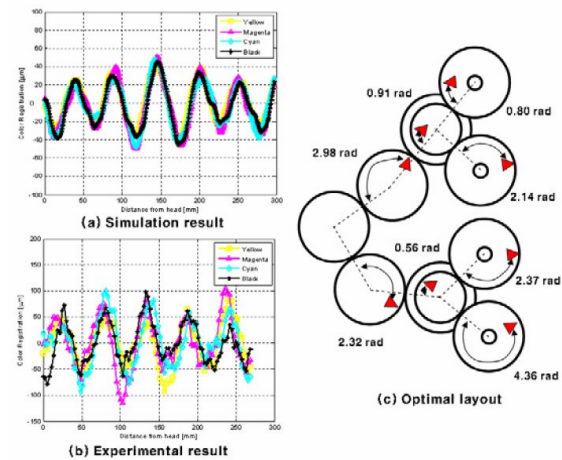 100
80
60
40
20
0
-20
-40
-60
-80
-100
Color Registration [μm]
Yellow
Magenta
Cyan
Black
0 50 100 150 200 250 300
Distance from head [mm]
(a) Simulation result
200
150
100
50
0
-50
-100
-150
Color Registration [μm]
Yellow
Magenta
Cyan
Black
0 50 100 150 200 250 300
Distance from head [mm]
(b) Experimental result
0.91 rad
0.80 rad
2.98 rad
2.14 rad
0.56 rad
2.37 rad
2.32 rad
4.36 rad
(c) Optimal layout